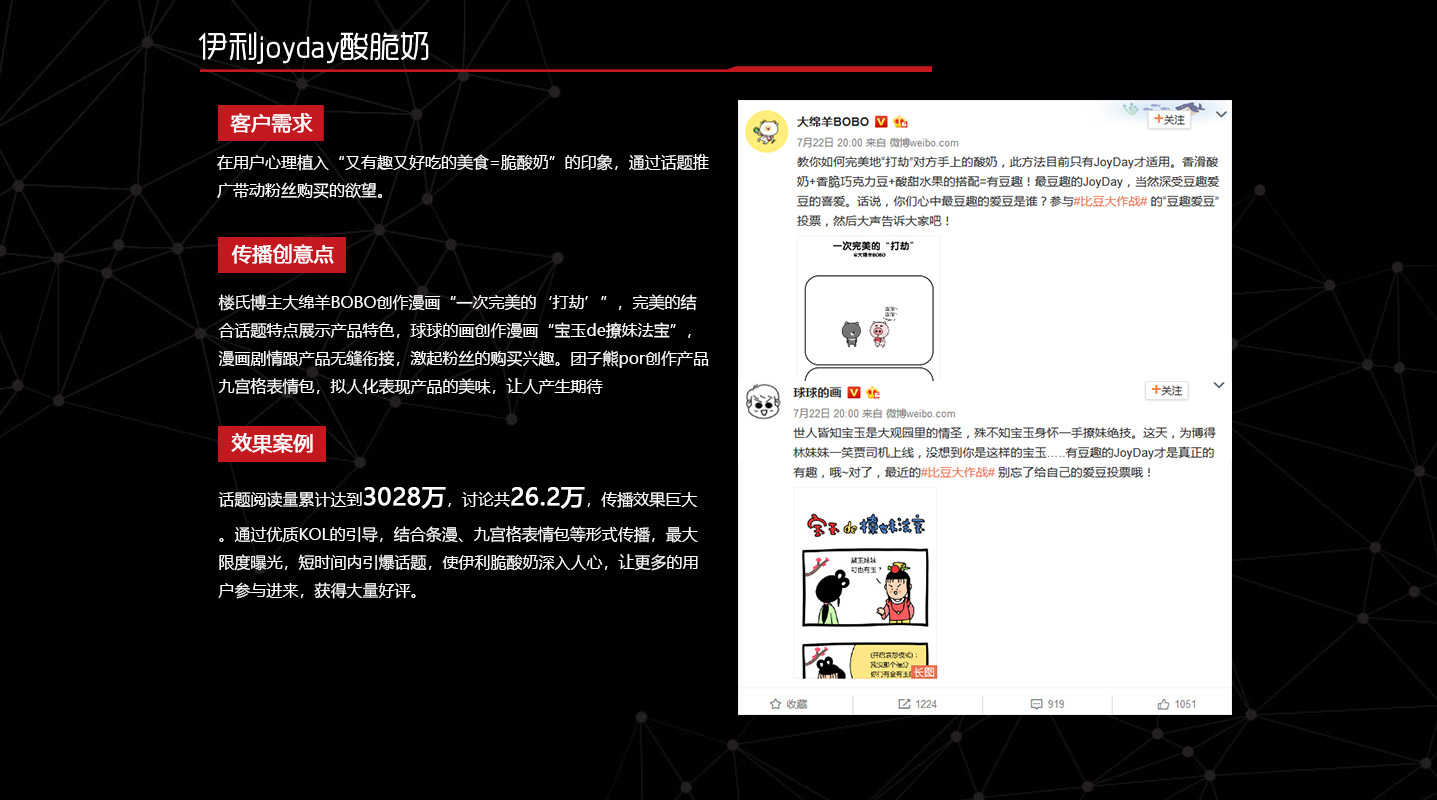 伊利joyday酸脆奶
客户需求
在用户心理植入“又有趣又好吃的美食=脆酸奶”的印象，通过话题推
广带动粉丝购买的欲望。
传播创意点
楼氏博主大绵羊BOBO创作漫画“一次完美的‘打劫’”，完美的结
合话题特点展示产品特色，球球的画创作漫画“宝玉de撩妹法宝”，
漫画剧情跟产品无缝衔接，激起粉丝的购买兴趣。团子熊por创作产品
九宫格表情包，拟人化表现产品的美味，让人产生期待
效果案例
话题阅读量累计达到3028万，讨论共26.2万，传播效果巨大
。通过优质KOL的引导，结合条漫、九宫格表情包等形式传播，最大
限度曝光，短时间内引爆话题，使伊利脆酸奶深入人心，让更多的用
户参与进来，获得大量好评。
大绵羊BOBO
+关注
7月22日 20:00 来自 微博weibo.com
教你如何完美地"打劫"对方手上的酸奶，此方法目前只有JoyDay才适用。香滑酸
奶+香脆巧克力豆+酸甜水果的搭配=有豆趣！最豆趣的JoyDay，当然深受豆趣爱
豆的喜爱。话说，你们心中最豆趣的爱豆是谁？参与#比豆大作战# 的"豆趣爱豆"
投票，然后大声告诉大家吧！
一次完美的“打劫”
@大绵羊BOBO
球球的画
+关注
7月22日 20:00 来自 微博weibo.com
世人皆知宝玉是大观园里的情圣，殊不知宝玉身怀一手撩妹绝技。这天，为博得
林妹妹一笑贾司机上线，没想到你是这样的宝玉.....有豆趣的JoyDay才是真正的
有趣，哦~对了，最近的#比豆大作战# 别忘了给自己的爱豆投票哦！
宝玉de撩妹法宝
黛玉妹妹
可也有玉？
(开启哀怨模式)：
我没那个福分
你们有金有玉的
长图
收藏
1224
919
1051